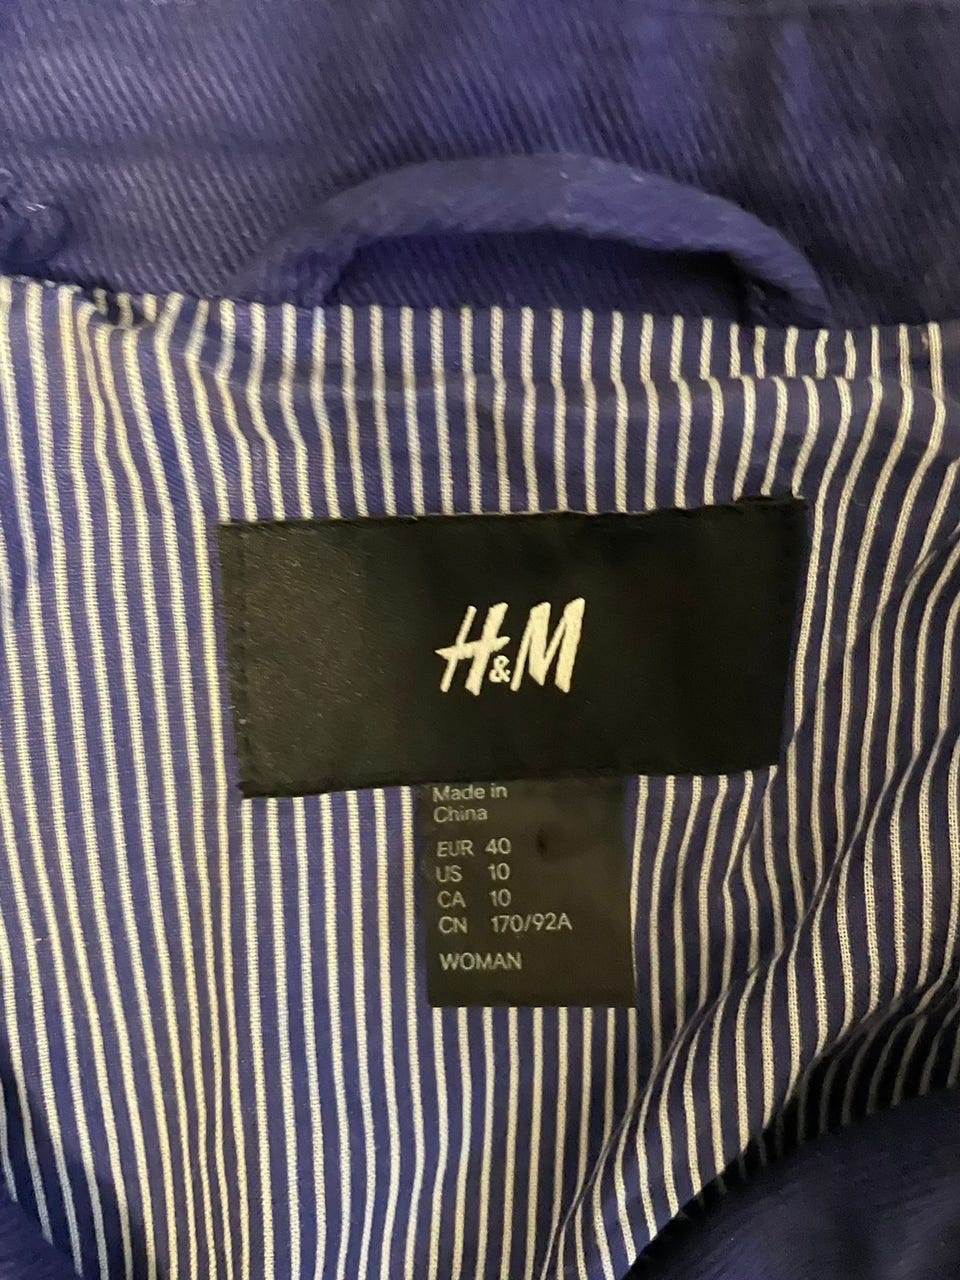 H&M
Made in
China
EUR 40
US 10
CA 10
CN 170/92A
WOMAN